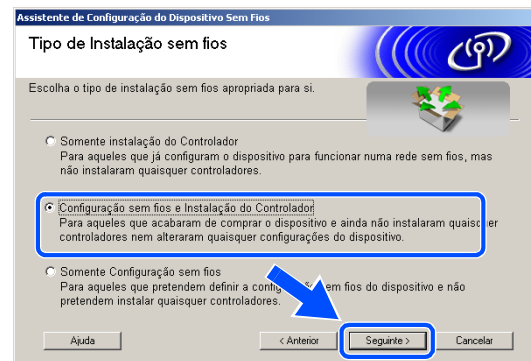 Assistente de Configuração do Dispositivo Sem Fios
Tipo de Instalação sem fios
Escolha o tipo de instalação sem fios apropriada para si.
Somente instalação do Controlador
Para aqueles que já configuram o dispositivo para funcionar numa rede sem fios, mas
não instalaram quaisquer controladores.
Configuração sem fios e Instalação do Controlador
Para aqueles que acabaram de comprar o dispositivo e ainda não instalaram quaisquer
controladores nem alteraram quaisquer configurações do dispositivo.
Somente Configuração sem fios
Para aqueles que pretendem definir a sem fios do dispositivo e não
pretendem instalar quaisquer controladores.
Ajuda
< Anterior
Seguinte >
Cancelar